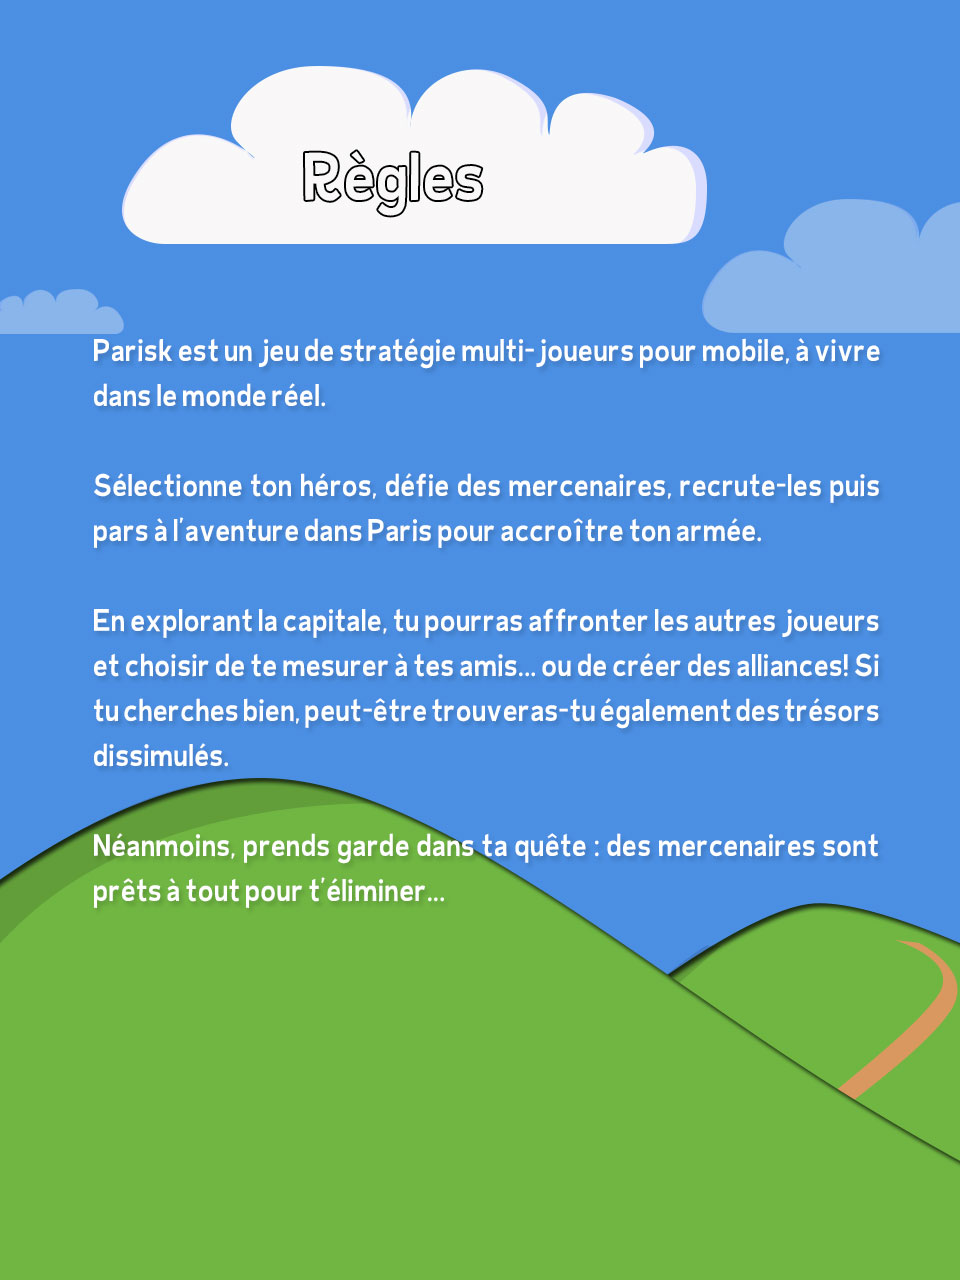 Règles
Parisk est un jeu de stratégie multi-joueurs pour mobile, à vivre
dans le monde réel.
Sélectionne ton héros, défie des mercenaires, recrute-les puis
pars à l'aventure dans Paris pour accroître ton armée.
En explorant la capitale, tu pourras affronter les autres joueurs
et choisir de te mesurer à tes amis... ou de créer des alliances! Si
tu cherches bien, peut-être trouveras-tu également des trésors
dissimulés.
Néanmoins, prends garde dans ta quête : des mercenaires sont
prêts à tout pour t'éliminer...